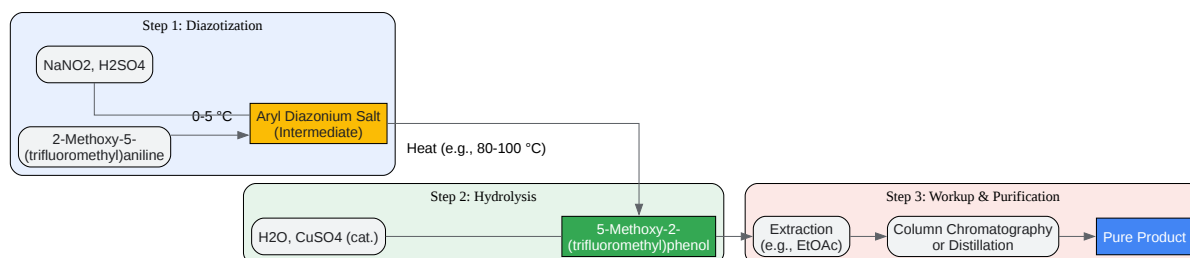 Step 1: Diazotization
NaNO2, H2SO4
0-5 °C
2-Methoxy-5-
(trifluoromethyl)aniline
Aryl Diazonium Salt
(Intermediate)
Heat (e.g., 80-100 °C)
Step 2: Hydrolysis
H2O, CuSO4 (cat.)
5-Methoxy-2-
(trifluoromethyl)phenol
Step 3: Workup & Purification
Extraction
(e.g., EtOAc)
Column Chromatography
or Distillation
Pure Product